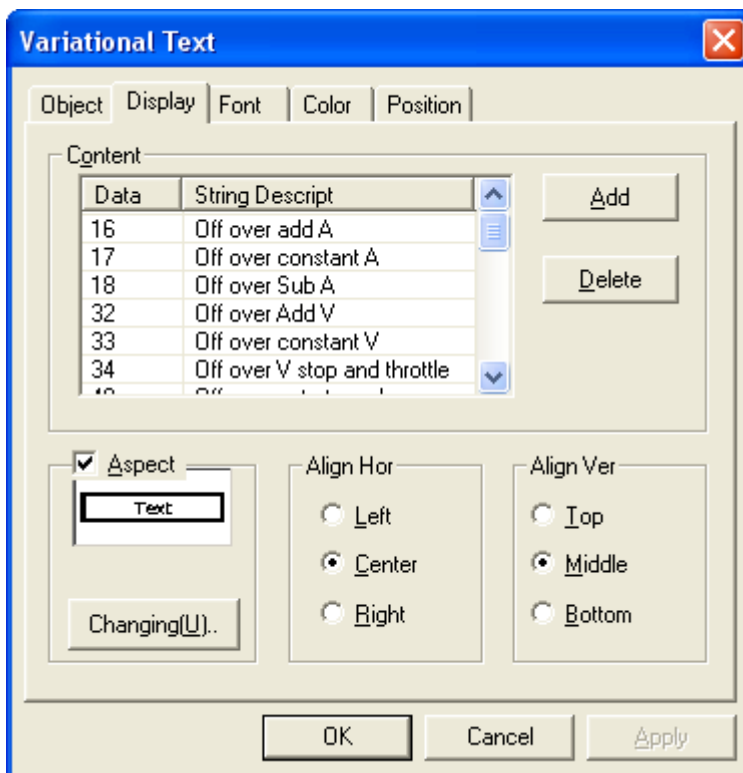 Variational Text
Object Display Font Color Position
Content
Data String Descript
Add
16 Off over add A
17 Off over constant A
18 Off over Sub A
Delete
32 Off over Add V
33 Off over constant V
34 Off over V stop and throttle
Aspect
Text
Changing(U)..
Align Hor
Left
Center
Right
Align Ver
Top
Middle
Bottom
OK Cancel Apply